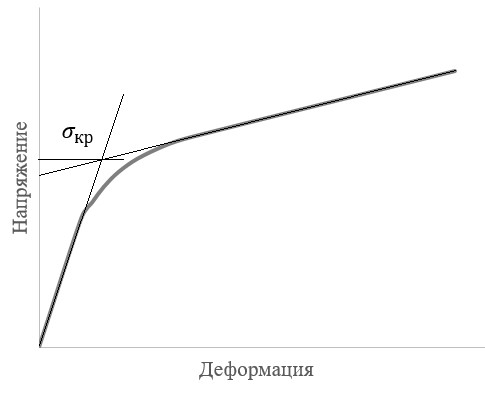 σкр
Напряжение
Деформация